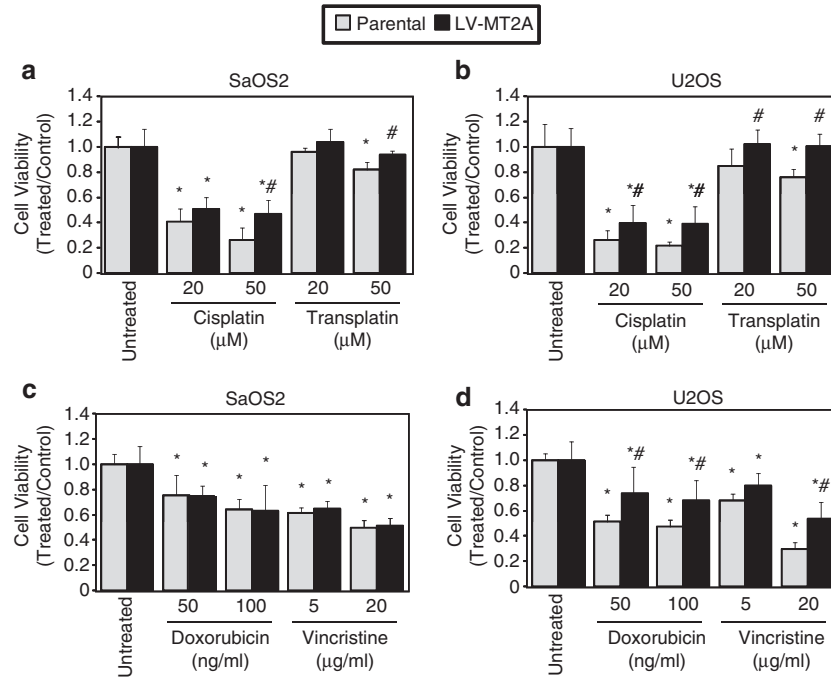 Parental LV-MT2A
a
SaOS2
1.4
1.2
1.0
0.8
0.6
0.4
0.2
0
Cell Viability
(Treated/Control)
* * * *# * #
Untreated
20 50 20 50
Cisplatin Transplatin
(μM) (μM)
b
U2OS
1.4
1.2
1.0
0.8
0.6
0.4
0.2
0
Cell Viability
(Treated/Control)
* *# * *# # * #
Untreated
20 50 20 50
Cisplatin Transplatin
(μM) (μM)
c
SaOS2
1.4
1.2
1.0
0.8
0.6
0.4
0.2
0
Cell Viability
(Treated/Control)
* * * * * * * *
Untreated
50 100 5 20
Doxorubicin Vincristine
(ng/ml) (μg/ml)
d
U2OS
1.4
1.2
1.0
0.8
0.6
0.4
0.2
0
Cell Viability
(Treated/Control)
* *# * *# * * * *#
Untreated
50 100 5 20
Doxorubicin Vincristine
(ng/ml) (μg/ml)